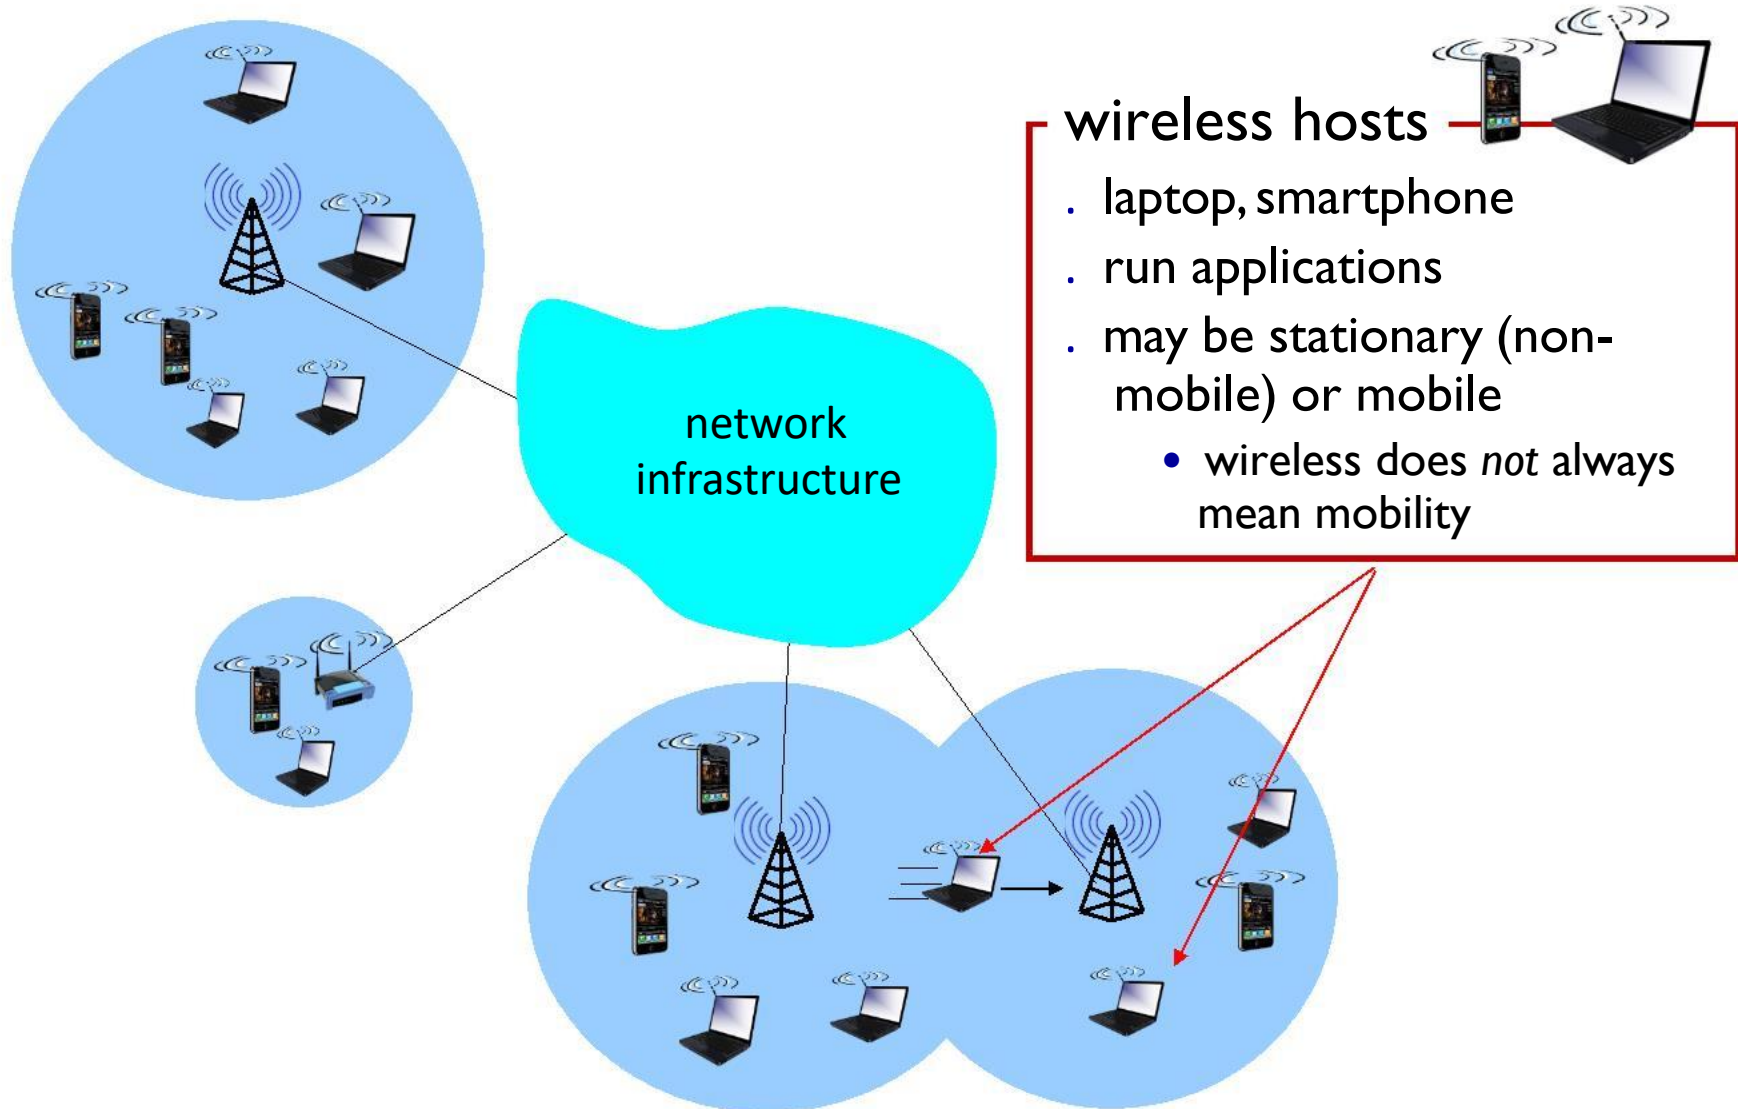 wireless hosts
. laptop, smartphone
. run applications
. may be stationary (non-
mobile) or mobile
• wireless does not always
mean mobility
network
infrastructure